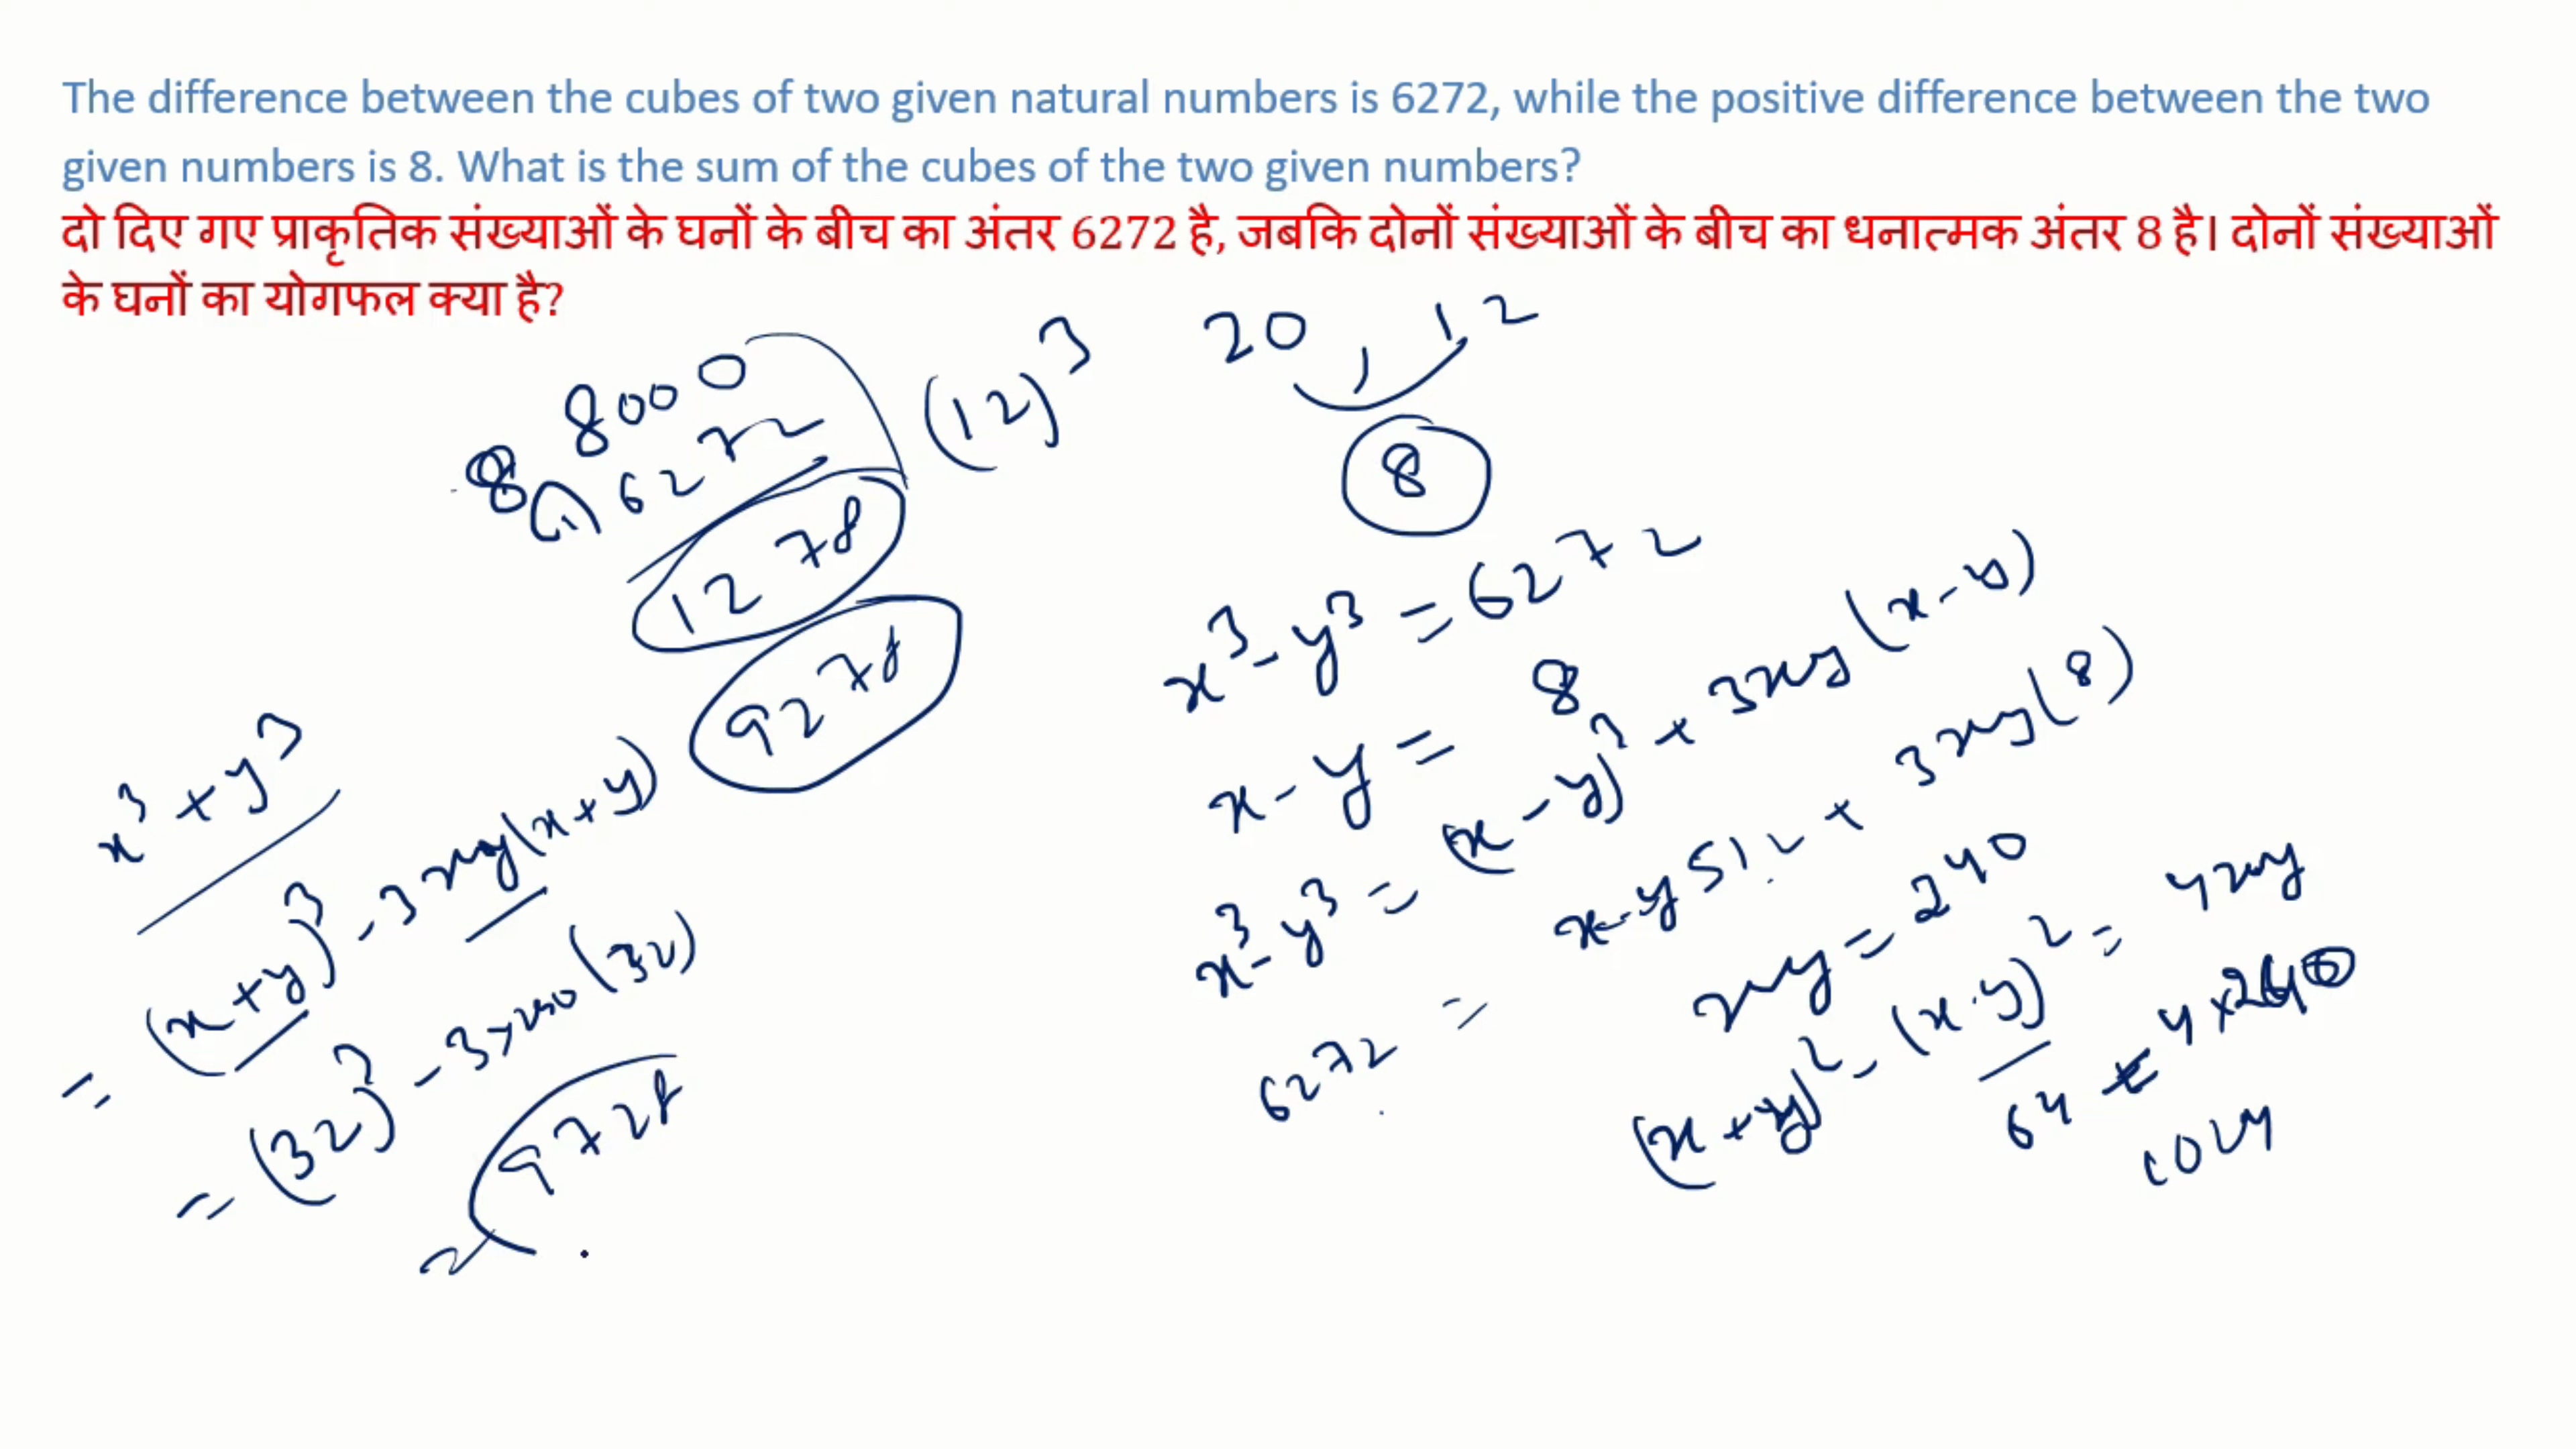 The difference between the cubes of two given natural numbers is 6272, while the positive difference between the two
given numbers is 8. What is the sum of the cubes of the two given numbers?
दो दिए गए प्राकृतिक संख्याओं के घनों के बीच का अंतर 6272 है, जबकि दोनों संख्याओं के बीच का धनात्मक अंतर 8 है। दोनों संख्याओं
के घनों का योगफल क्या है?
20 , 12
8
8000
8 6272
(12)³
1278
9278
x³ + y³
= (x+y)³ - 3xy(x+y)
= (32)³ - 3×240(32)
9728
x³ - y³ = 6272
x - y = 8
x³ - y³ = (x - y)³ + 3xy(x - y)
6272 = 512 + 3xy(8)
x - y
xy = 240
(x + y)² - (x - y)² = 4xy
64 + 4×240
1024